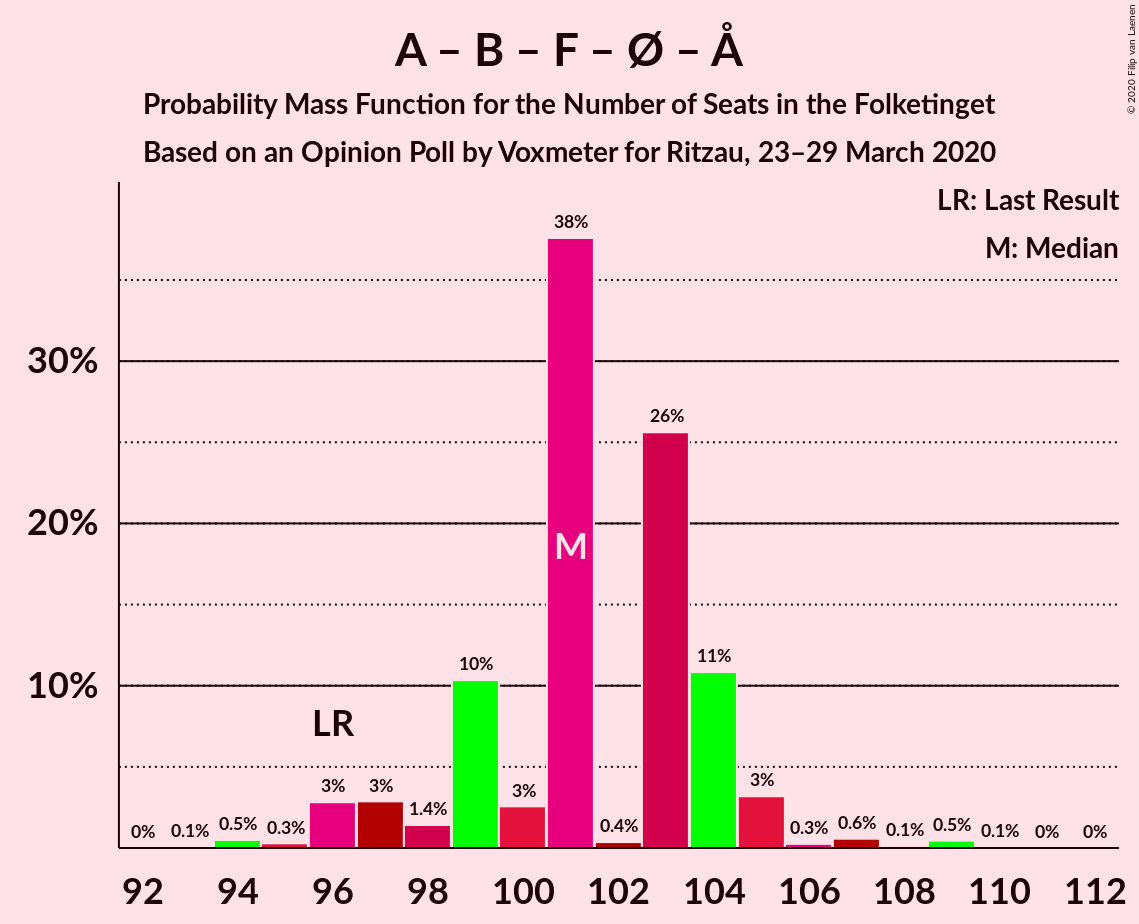 A – B – F – Ø – Å
Probability Mass Function for the Number of Seats in the Folketinget
Based on an Opinion Poll by Voxmeter for Ritzau, 23–29 March 2020
© 2020 Filip van Laenen
LR: Last Result
M: Median
38%
30%
26%
20%
M
11%
10%
10%
LR
3%
3%
3%
3%
1.4%
0%
0.1%
0.5%
0.3%
0.4%
0.3%
0.6%
0.1%
0.5%
0.1%
0%
0%
92 94 96 98 100 102 104 106 108 110 112